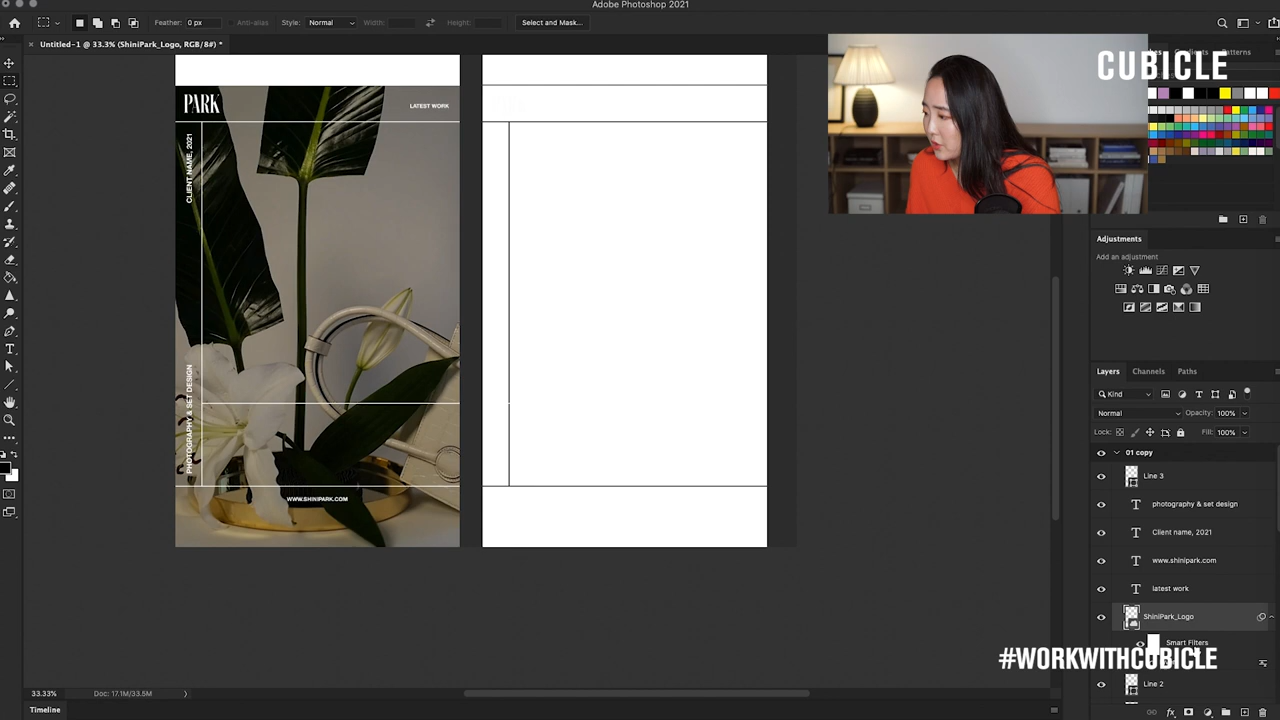 Adobe Photoshop 2021
Feather: 0 px
Anti-alias
Style: Normal
Width:
Height:
Select and Mask...
× Untitled-1 @ 33.3% (ShiniPark_Logo, RGB/8#) *
Gradients
Patterns
CUBICLE
PARK
LATEST WORK
CLIENT NAME, 2021
PHOTOGRAPHY & SET DESIGN
WWW.SHINIPARK.COM
Adjustments
Add an adjustment
Layers
Channels
Paths
Kind
Normal
Opacity: 100%
Lock:
Fill: 100%
01 copy
Line 3
T photography & set design
T Client name, 2021
T www.shinipark.com
T latest work
ShiniPark_Logo
Smart Filters
#WORKWITHCUBICLE
Line 2
33.33%
Doc: 17.1M/33.5M
Timeline